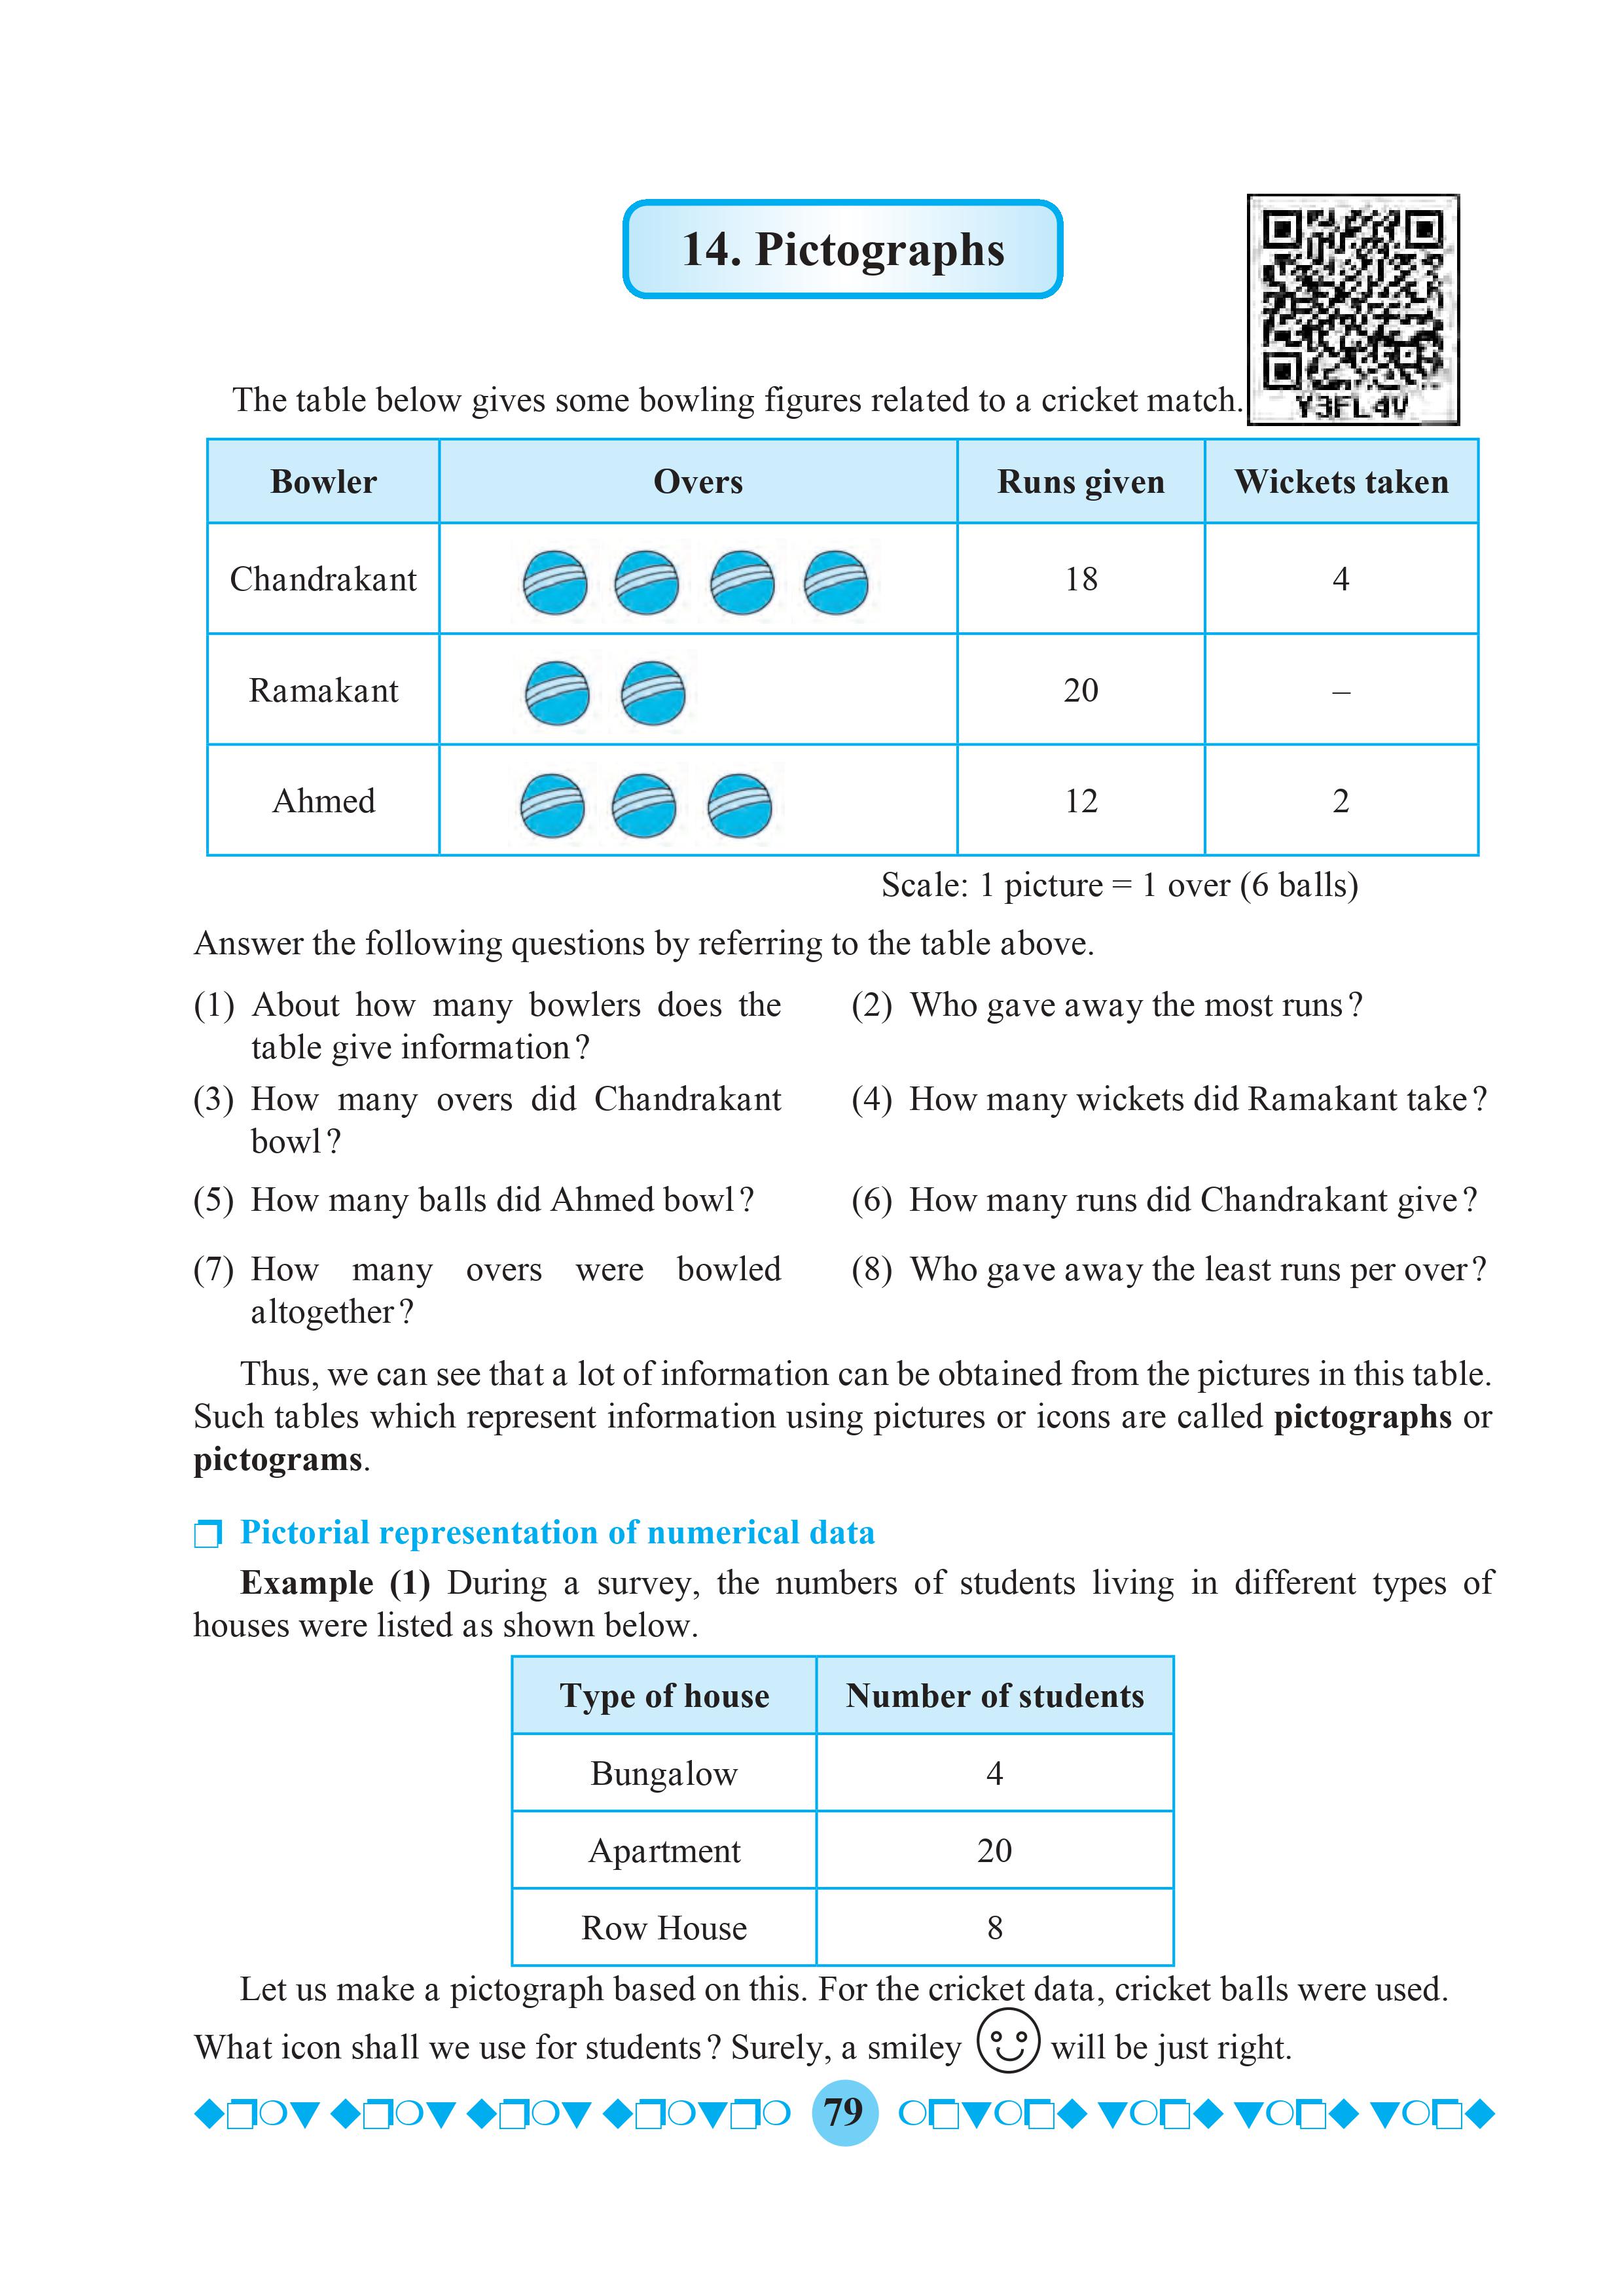 14. Pictographs
Y3FL4V
The table below gives some bowling figures related to a cricket match.
Bowler Overs Runs given Wickets taken
Chandrakant 18 4
Ramakant 20 –
Ahmed 12 2
Scale: 1 picture = 1 over (6 balls)
Answer the following questions by referring to the table above.
(1) About how many bowlers does the
table give information?
(2) Who gave away the most runs?
(3) How many overs did Chandrakant
bowl?
(4) How many wickets did Ramakant take?
(5) How many balls did Ahmed bowl?
(6) How many runs did Chandrakant give?
(7) How many overs were bowled
altogether?
(8) Who gave away the least runs per over?
Thus, we can see that a lot of information can be obtained from the pictures in this table.
Such tables which represent information using pictures or icons are called pictographs or
pictograms.
Pictorial representation of numerical data
Example (1) During a survey, the numbers of students living in different types of
houses were listed as shown below.
Type of house Number of students
Bungalow 4
Apartment 20
Row House 8
Let us make a pictograph based on this. For the cricket data, cricket balls were used.
What icon shall we use for students? Surely, a smiley will be just right.
79